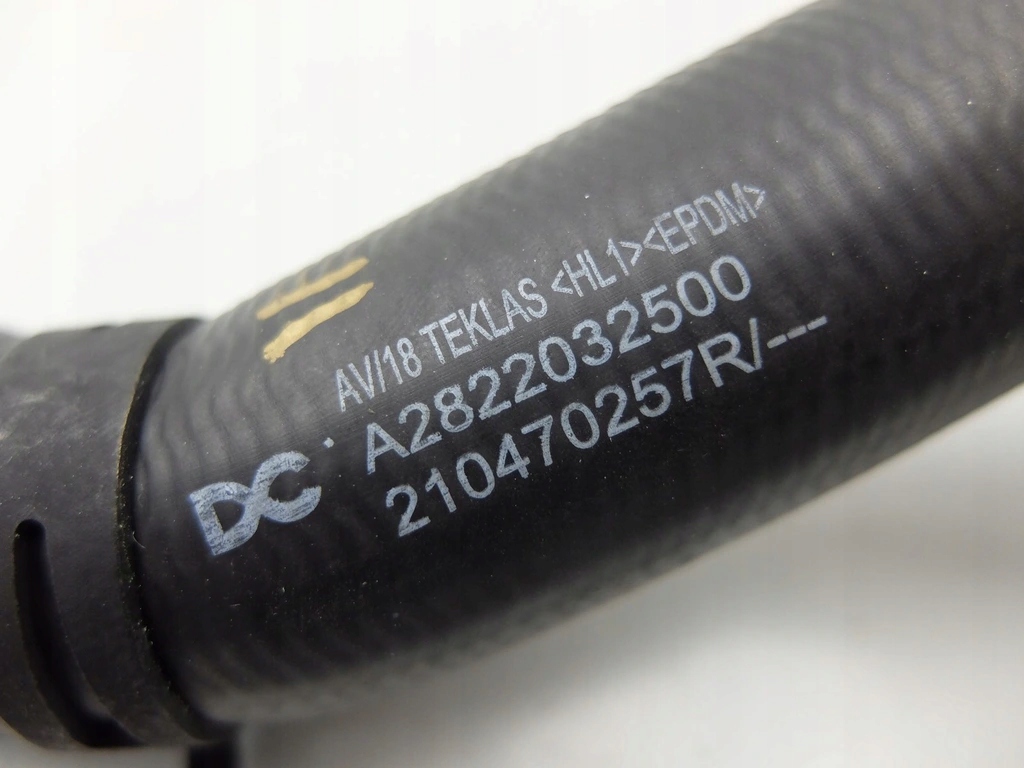 AV/18 TEKLAS <HL1><EPDM>
A2822032500
210470257R/---
DC